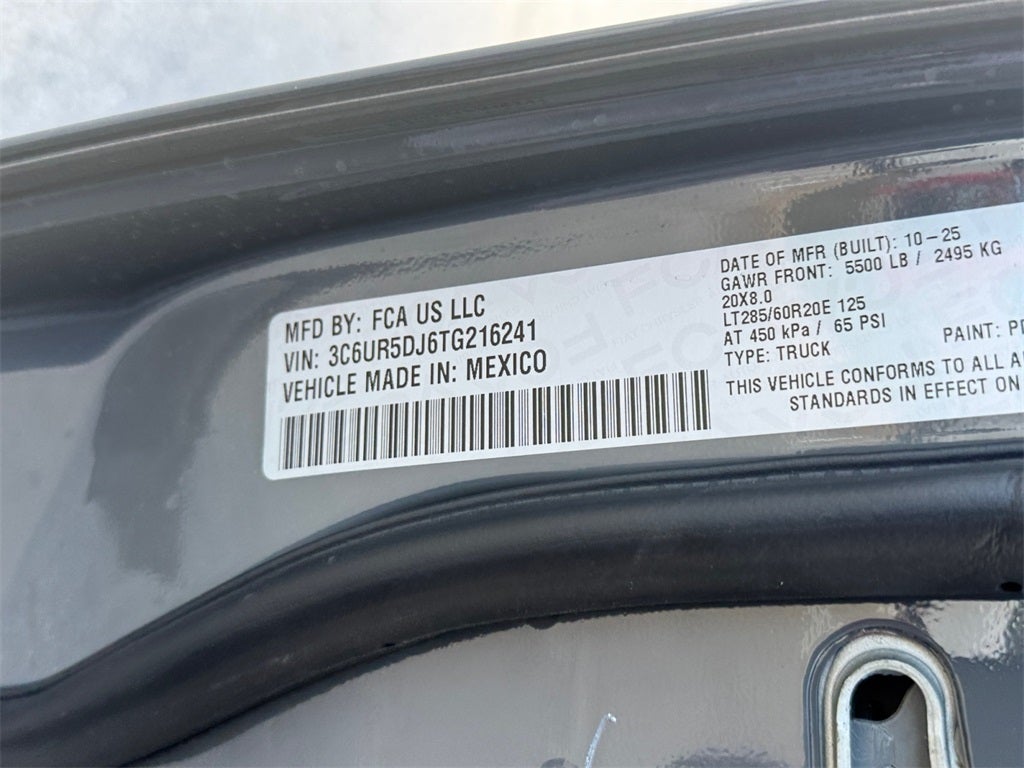 MFD BY: FCA US LLC
VIN: 3C6UR5DJ6TG216241
VEHICLE MADE IN: MEXICO
DATE OF MFR (BUILT): 10-25
GAWR FRONT: 5500 LB / 2495 KG
20X8.0
LT285/60R20E 125
AT 450 kPa / 65 PSI
TYPE: TRUCK
PAINT:
THIS VEHICLE CONFORMS TO ALL
STANDARDS IN EFFECT ON